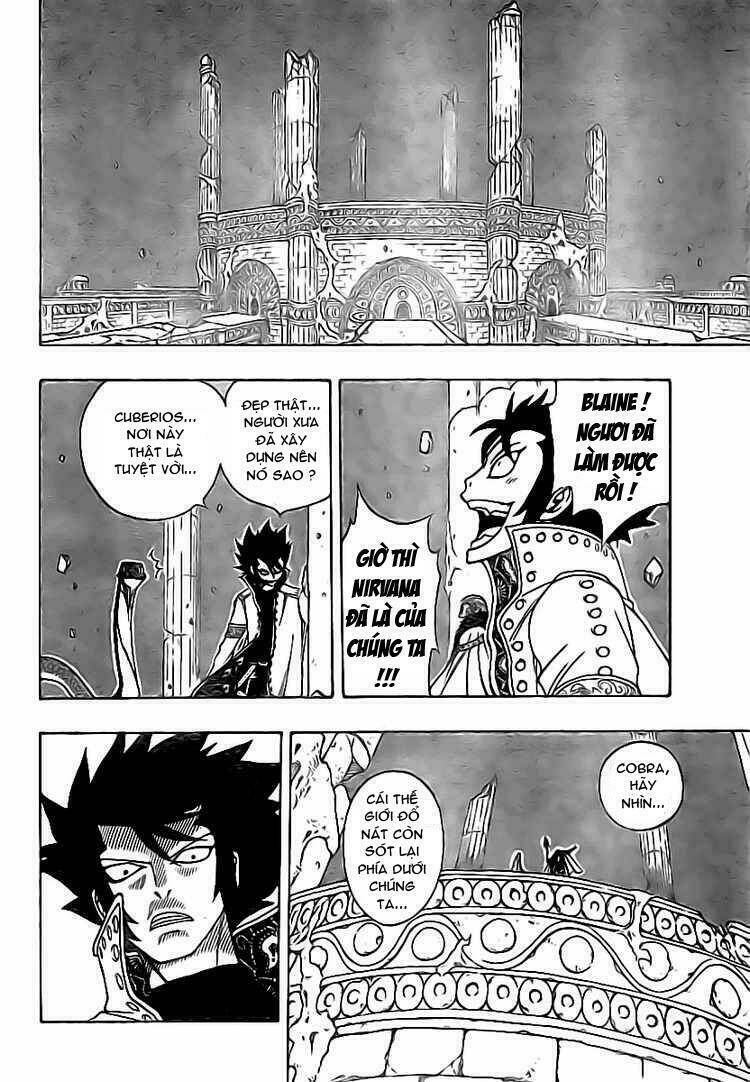 BLAINE !
NGƯƠI ĐÃ
LÀM ĐƯỢC
RỒI !
GIỜ THÌ
NIRVANA
ĐÃ LÀ CỦA
CHÚNG TA
!!!
ĐẸP THẬT...
NGƯỜI XƯA
ĐÃ XÂY
DỰNG NÊN
NÓ SAO ?
CUBERIOS...
NƠI NÀY
THẬT LÀ
TUYỆT VỜI...
COBRA,
HÃY
NHÌN...
CÁI THẾ
GIỚI ĐỔ
NÁT CÒN
SÓT LẠI
PHÍA DƯỚI
CHÚNG
TA...